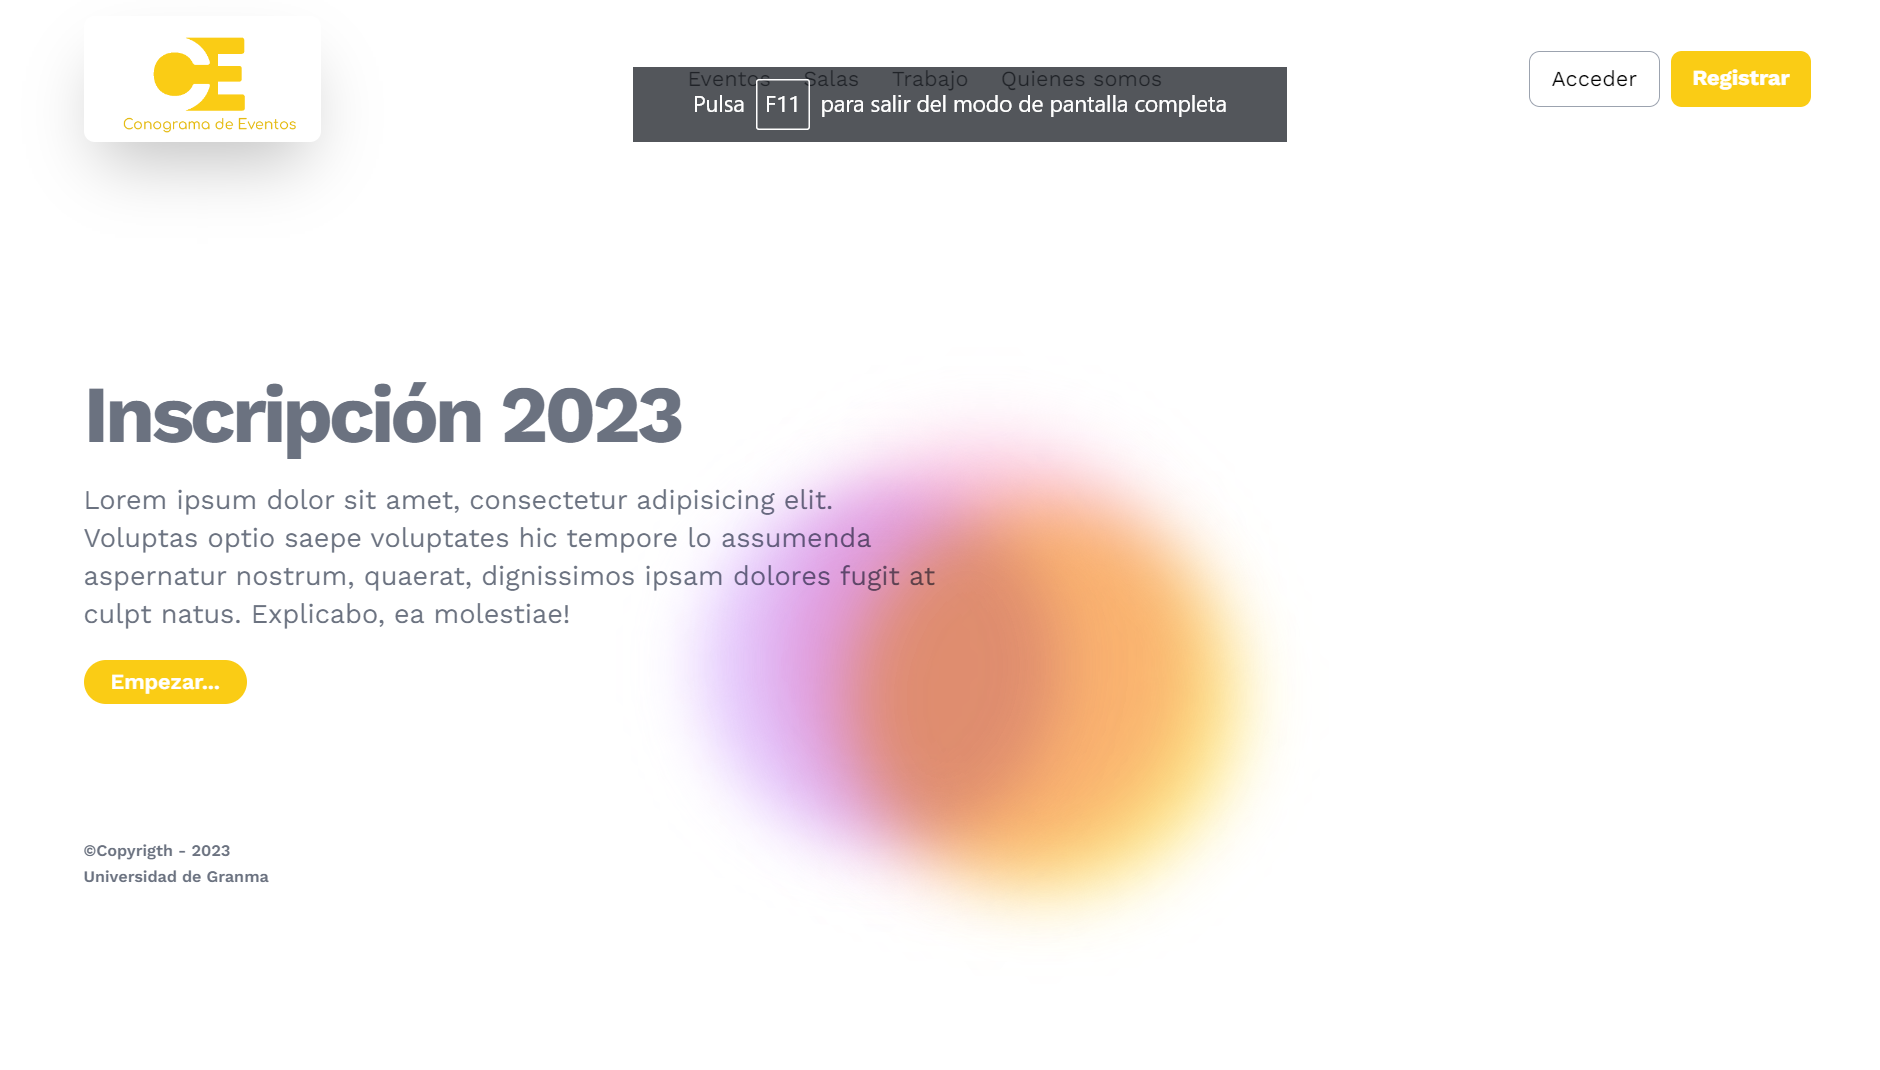 Conograma de Eventos
Eventos Salas Trabajo Quienes somos
Pulsa F11 para salir del modo de pantalla completa
Acceder
Registrar
Inscripción 2023
Lorem ipsum dolor sit amet, consectetur adipisicing elit.
Voluptas optio saepe voluptates hic tempore lo assumenda
aspernatur nostrum, quaerat, dignissimos ipsam dolores fugit at
culpt natus. Explicabo, ea molestiae!
Empezar...
©Copyrigth - 2023
Universidad de Granma